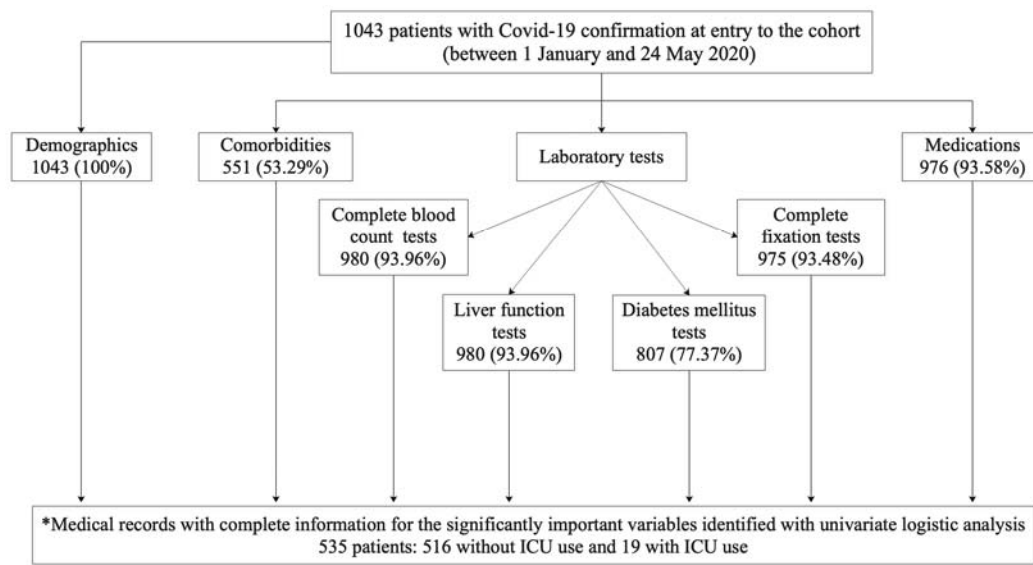 1043 patients with Covid-19 confirmation at entry to the cohort
(between 1 January and 24 May 2020)
Demographics
1043 (100%)
Comorbidities
551 (53.29%)
Laboratory tests
Medications
976 (93.58%)
Complete blood
count tests
980 (93.96%)
Complete
fixation tests
975 (93.48%)
Liver function
tests
980 (93.96%)
Diabetes mellitus
tests
807 (77.37%)
*Medical records with complete information for the significantly important variables identified with univariate logistic analysis
535 patients: 516 without ICU use and 19 with ICU use